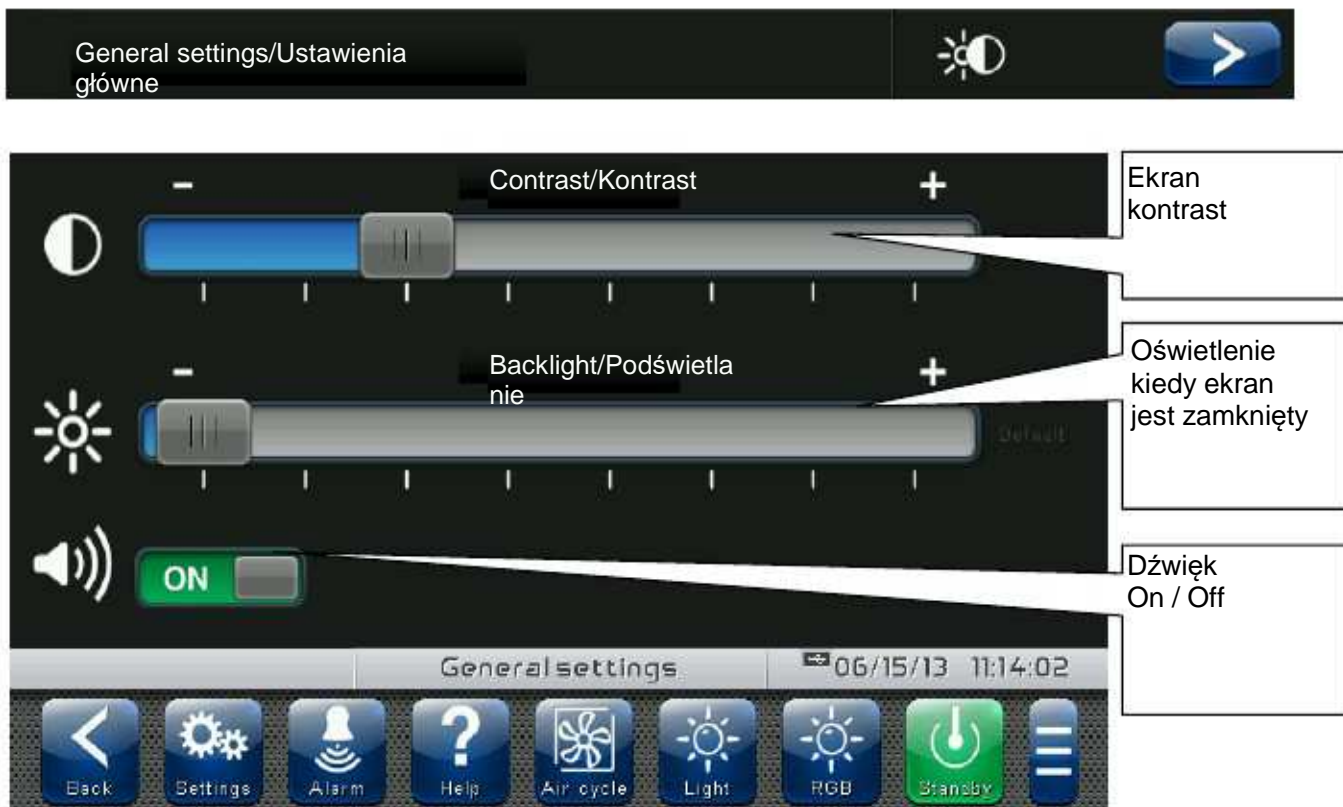 General settings/Ustawienia
główne
- Contrast/Kontrast +
Ekran
kontrast
- Backlight/Podświetla +
nie
Oświetlenie
kiedy ekran
jest zamknięty
Default
ON
Dźwięk
On / Off
General settings 06/15/13 11:14:02
Back Settings Alarm ? Help Air cycle Light RGB Standby